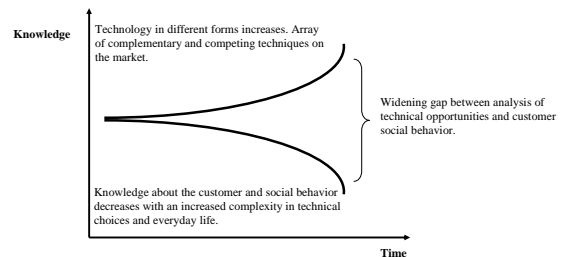 Technology in different forms increases. Array
of complementary and competing techniques on
the market.
Knowledge
Widening gap between analysis of
technical opportunities and customer
social behavior.
Knowledge about the customer and social behavior
decreases with an increased complexity in technical
choices and everyday life.
Time